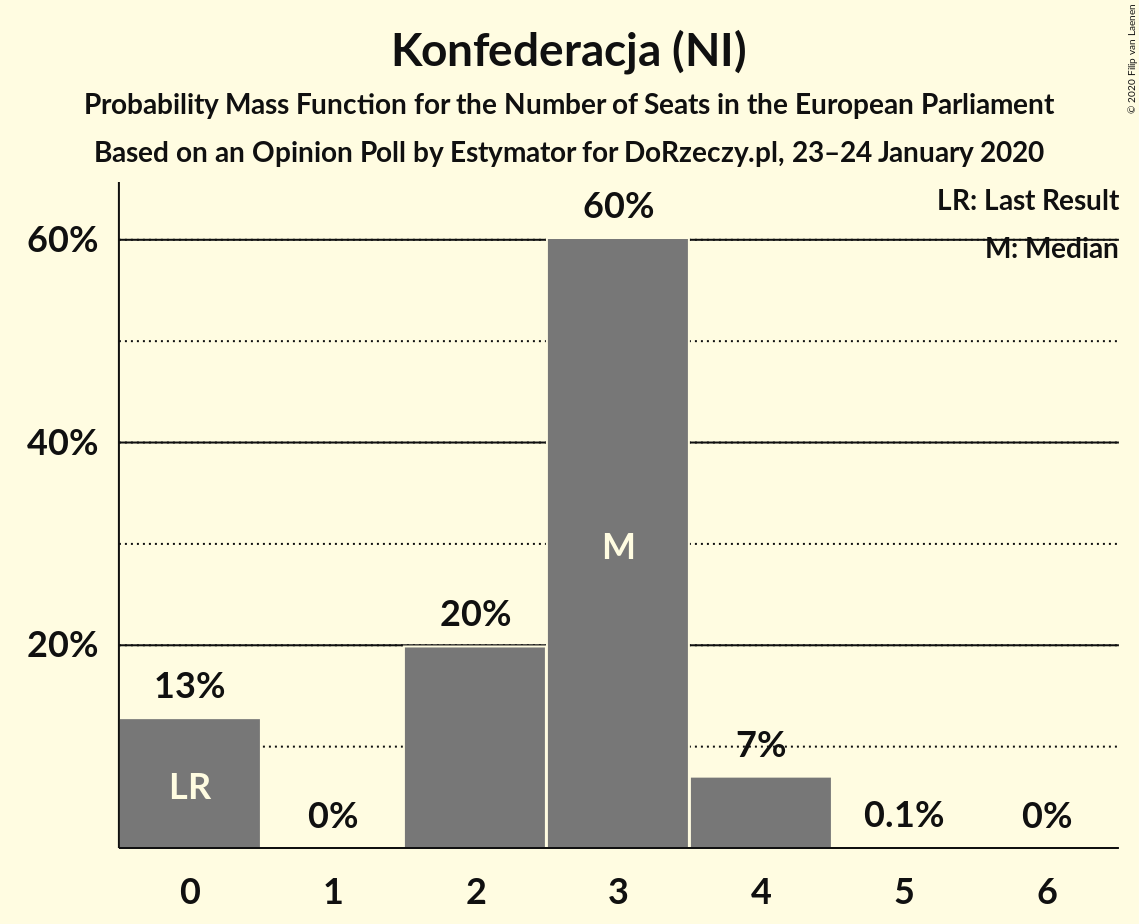 Konfederacja (NI)
Probability Mass Function for the Number of Seats in the European Parliament
Based on an Opinion Poll by Estymator for DoRzeczy.pl, 23–24 January 2020
© 2020 Filip van Laenen
LR: Last Result
M: Median
60%
40%
20%
13%
0%
20%
60%
7%
0.1%
0%
LR
M
0 1 2 3 4 5 6